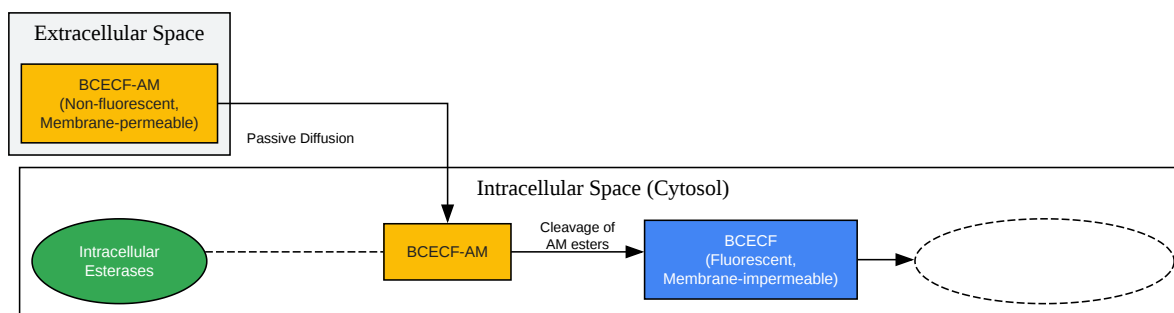 Extracellular Space
BCECF-AM
(Non-fluorescent,
Membrane-permeable)
Passive Diffusion
Intracellular Space (Cytosol)
Intracellular
Esterases
BCECF-AM
Cleavage of
AM esters
BCECF
(Fluorescent,
Membrane-impermeable)